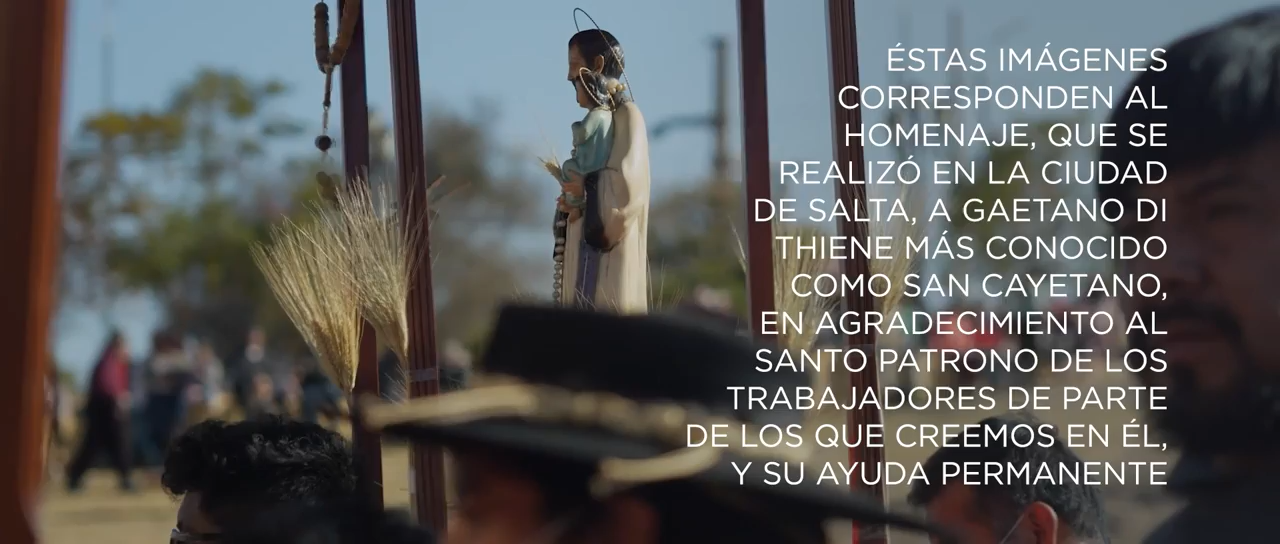 ÉSTAS IMÁGENES
CORRESPONDEN AL
HOMENAJE, QUE SE
REALIZÓ EN LA CIUDAD
DE SALTA, A GAETANO DI
THIENE MÁS CONOCIDO
COMO SAN CAYETANO,
EN AGRADECIMIENTO AL
SANTO PATRONO DE LOS
TRABAJADORES DE PARTE
DE LOS QUE CREEMOS EN ÉL,
Y SU AYUDA PERMANENTE